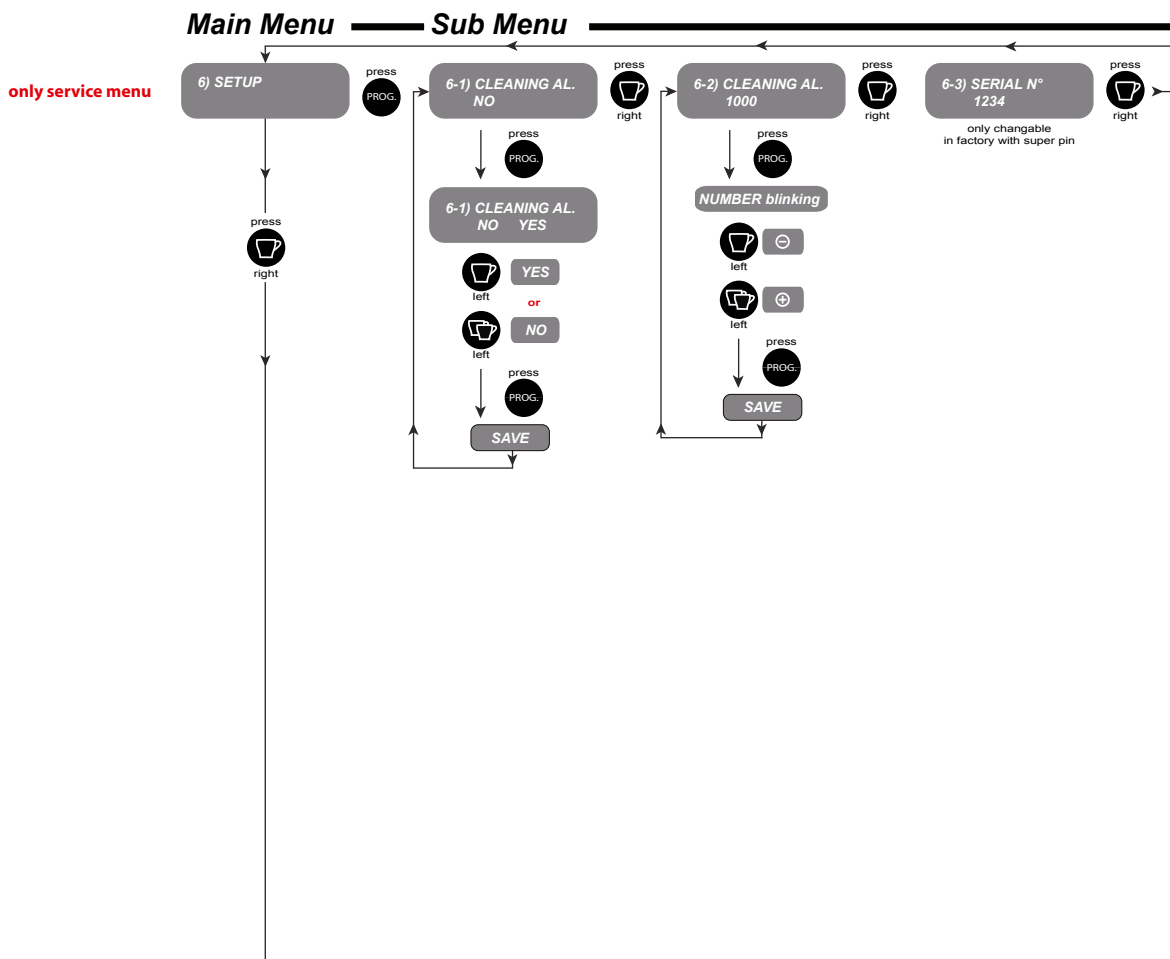 Main Menu
Sub Menu
only service menu
6) SETUP
press
PROG.
press
right
6-1) CLEANING AL.
NO
press
right
press
PROG.
6-1) CLEANING AL.
NO YES
left
YES
or
left
NO
press
PROG.
SAVE
6-2) CLEANING AL.
1000
press
right
press
PROG.
NUMBER blinking
left
left
press
PROG.
SAVE
6-3) SERIAL N°
1234
only changable
in factory with super pin
press
right